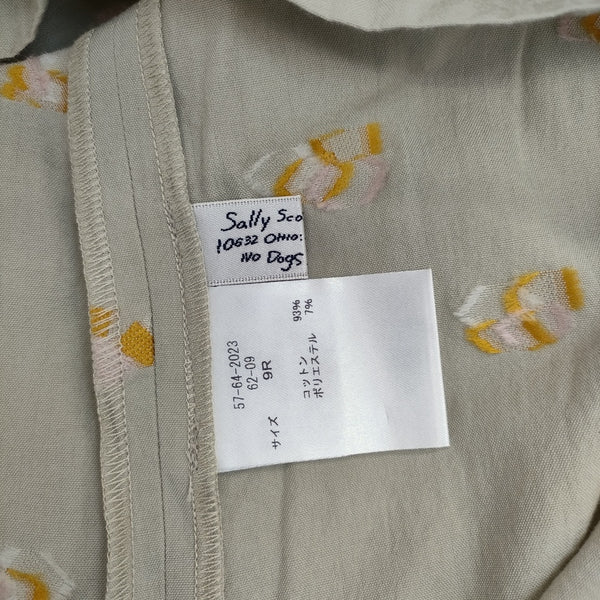 Sally Sco
10632 Ohio:
No Dogs
57-64-2023
62-09
サイズ 9R
コットン 93%
ポリエステル 7%